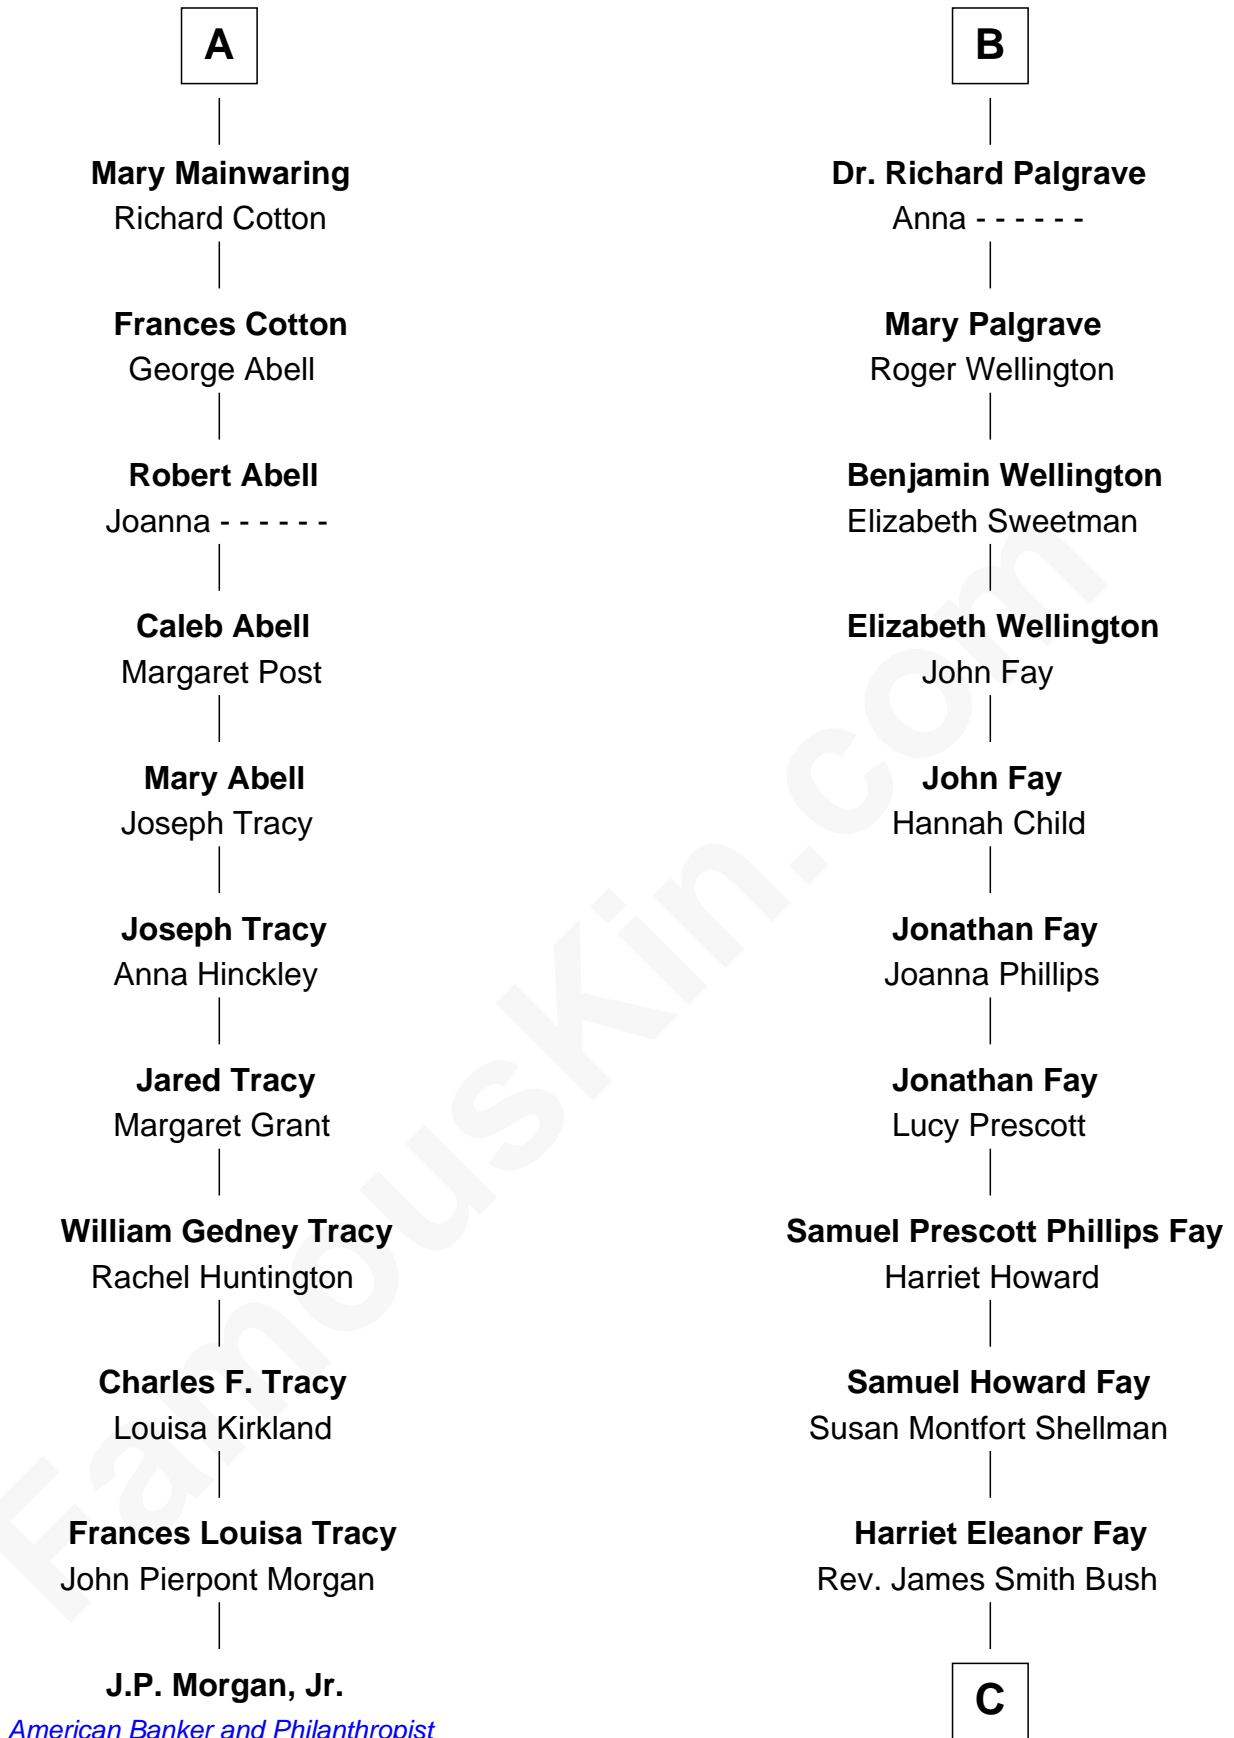 A
Mary Mainwaring
Richard Cotton
Frances Cotton
George Abell
Robert Abell
Joanna - - - - - -
Caleb Abell
Margaret Post
Mary Abell
Joseph Tracy
Joseph Tracy
Anna Hinckley
Jared Tracy
Margaret Grant
William Gedney Tracy
Rachel Huntington
Charles F. Tracy
Louisa Kirkland
Frances Louisa Tracy
John Pierpont Morgan
J.P. Morgan, Jr.
American Banker and Philanthropist
B
Dr. Richard Palgrave
Anna - - - - - -
Mary Palgrave
Roger Wellington
Benjamin Wellington
Elizabeth Sweetman
Elizabeth Wellington
John Fay
John Fay
Hannah Child
Jonathan Fay
Joanna Phillips
Jonathan Fay
Lucy Prescott
Samuel Prescott Phillips Fay
Harriet Howard
Samuel Howard Fay
Susan Montfort Shellman
Harriet Eleanor Fay
Rev. James Smith Bush
C
FamousKin.com